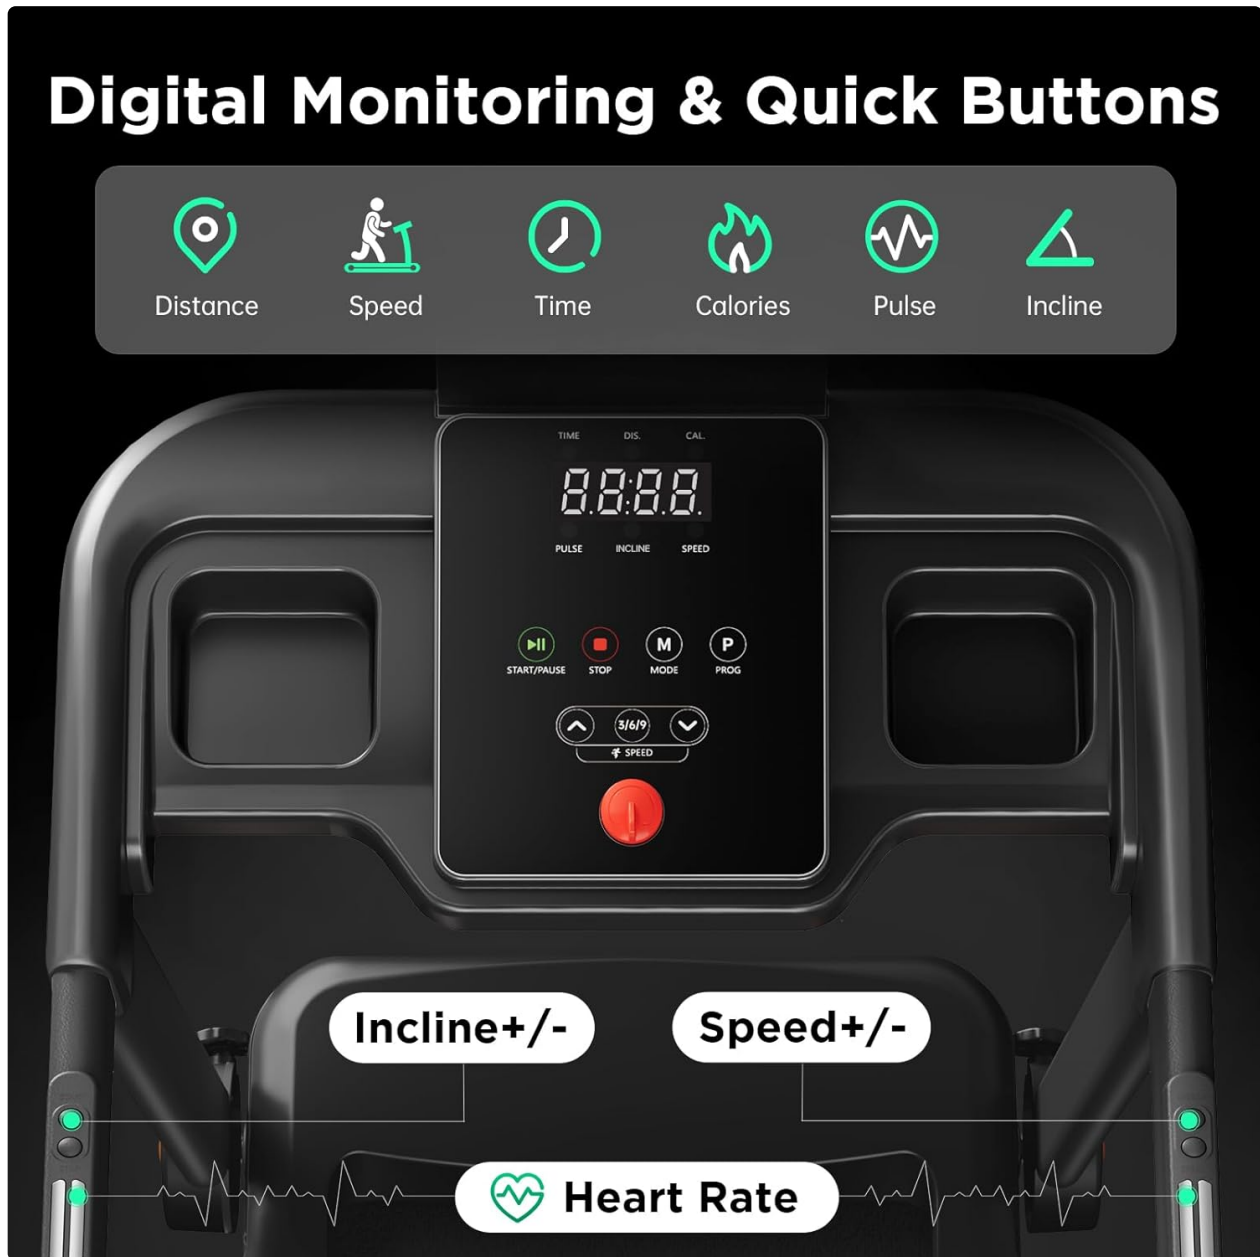 Digital Monitoring & Quick Buttons
Distance Speed Time Calories Pulse Incline
TIME DIS. CAL.
8.8:8.8.
PULSE INCLINE SPEED
M P
START/PAUSE STOP MODE PROG
3/6/9
SPEED
Incline+/- Speed+/-
Heart Rate